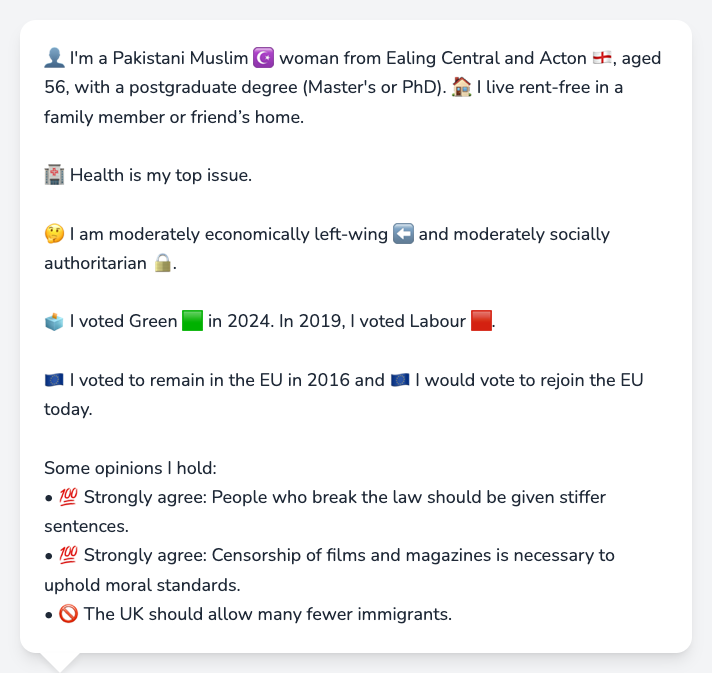 👤 I'm a Pakistani Muslim ☪️ woman from Ealing Central and Acton 🏴󠁧󠁢󠁥󠁮󠁧󠁿, aged
56, with a postgraduate degree (Master's or PhD). 🏠 I live rent-free in a
family member or friend’s home.
🏥 Health is my top issue.
🤔 I am moderately economically left-wing ⬅️ and moderately socially
authoritarian 🔒.
🗳️ I voted Green 🟩 in 2024. In 2019, I voted Labour 🟥.
🇪🇺 I voted to remain in the EU in 2016 and 🇪🇺 I would vote to rejoin the EU
today.
Some opinions I hold:
• 💯 Strongly agree: People who break the law should be given stiffer
sentences.
• 💯 Strongly agree: Censorship of films and magazines is necessary to
uphold moral standards.
• 🚫 The UK should allow many fewer immigrants.